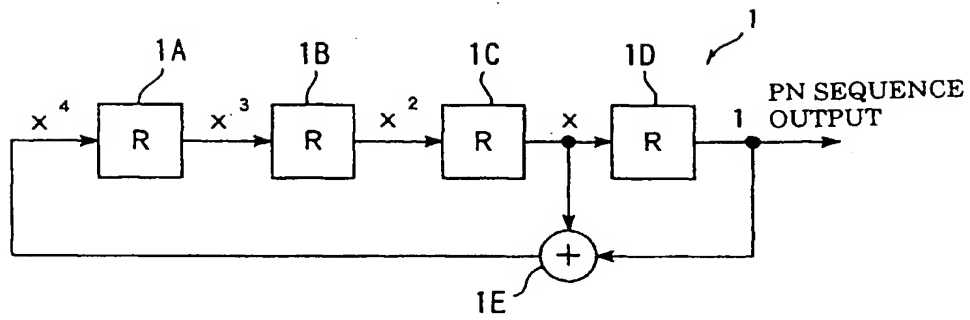 1
1A 1B 1C 1D
PN SEQUENCE
OUTPUT
x⁴ x³ x² x 1
R R R R
+
1E